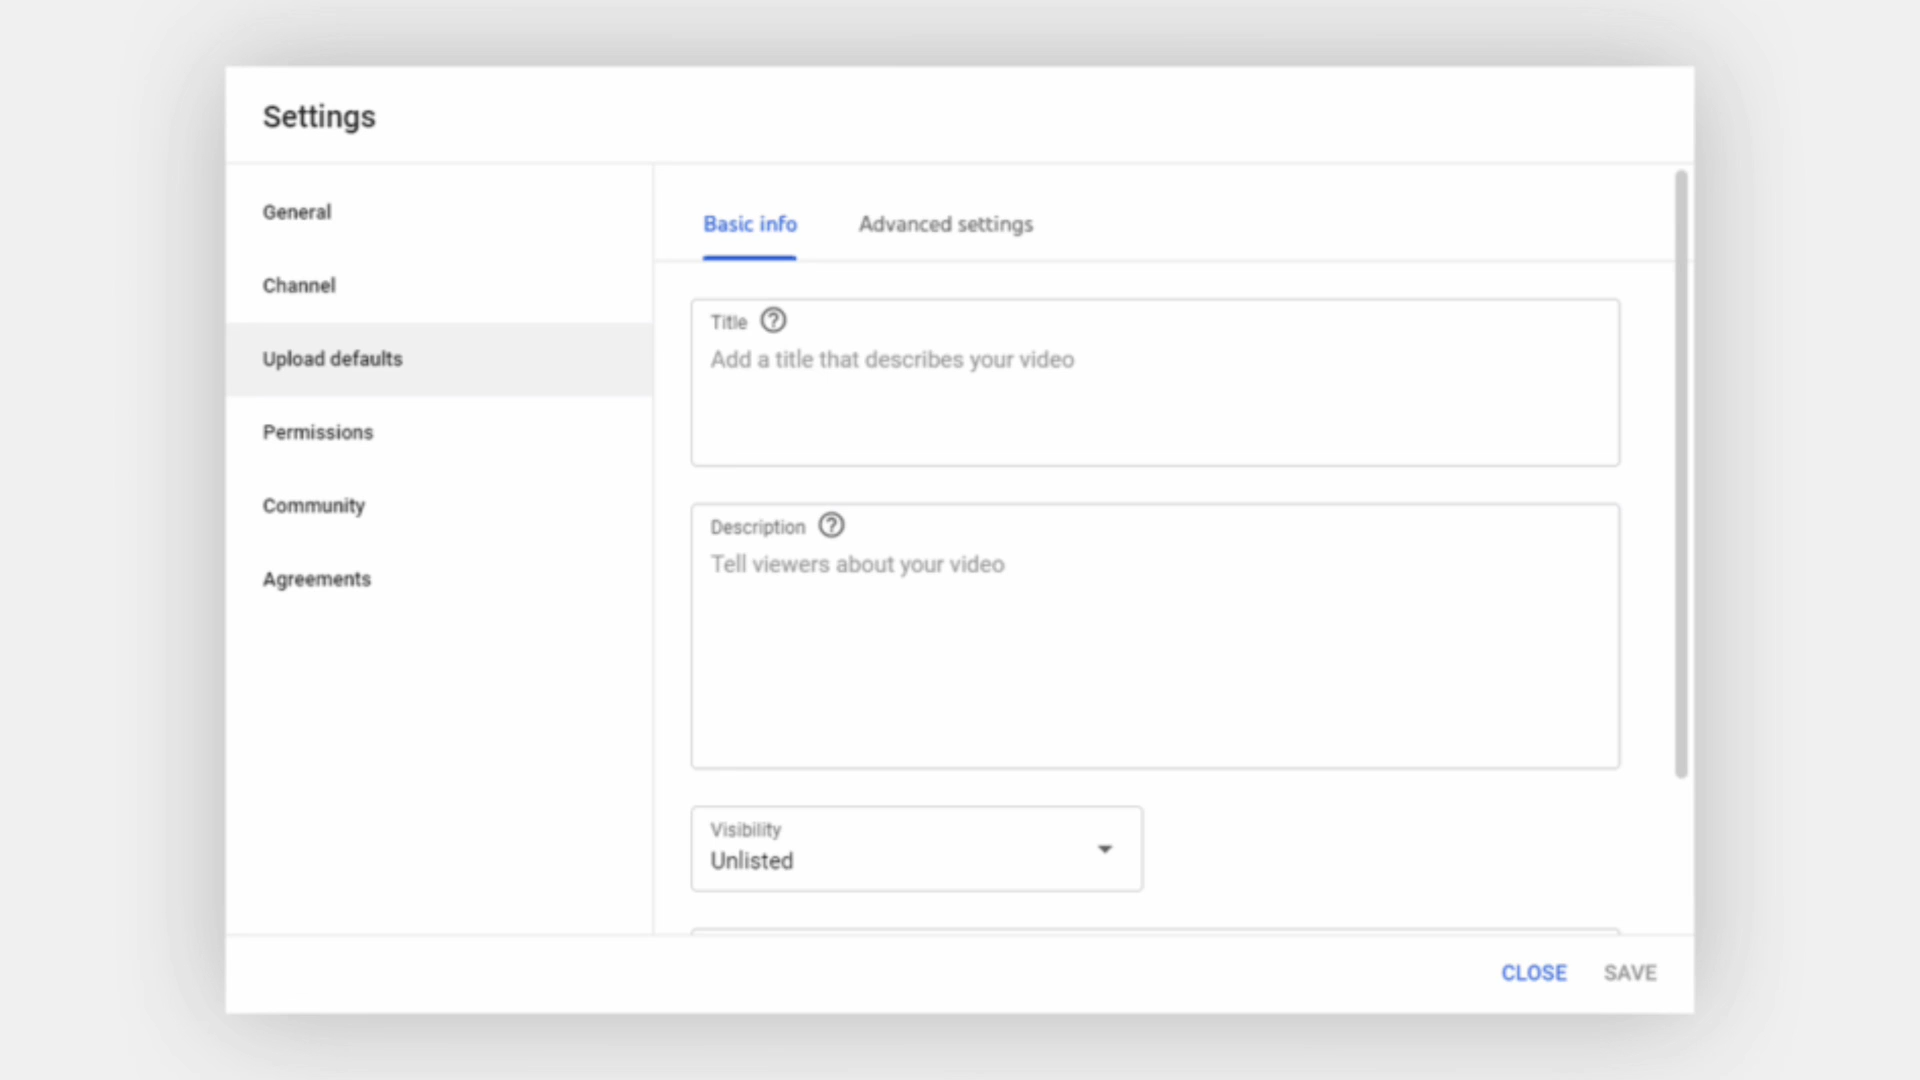 Settings
General
Channel
Upload defaults
Permissions
Community
Agreements
Basic info
Advanced settings
Title
Add a title that describes your video
Description
Tell viewers about your video
Visibility
Unlisted
CLOSE
SAVE